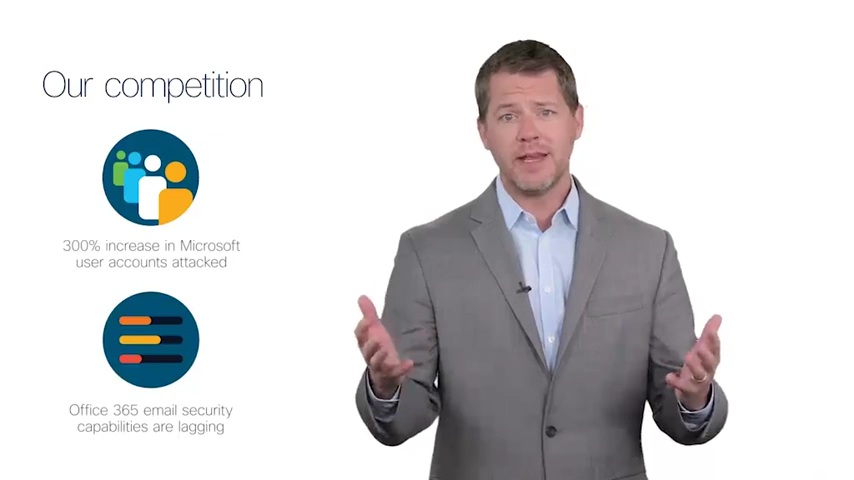 Our competition
300% increase in Microsoft
user accounts attacked
Office 365 email security
capabilities are lagging